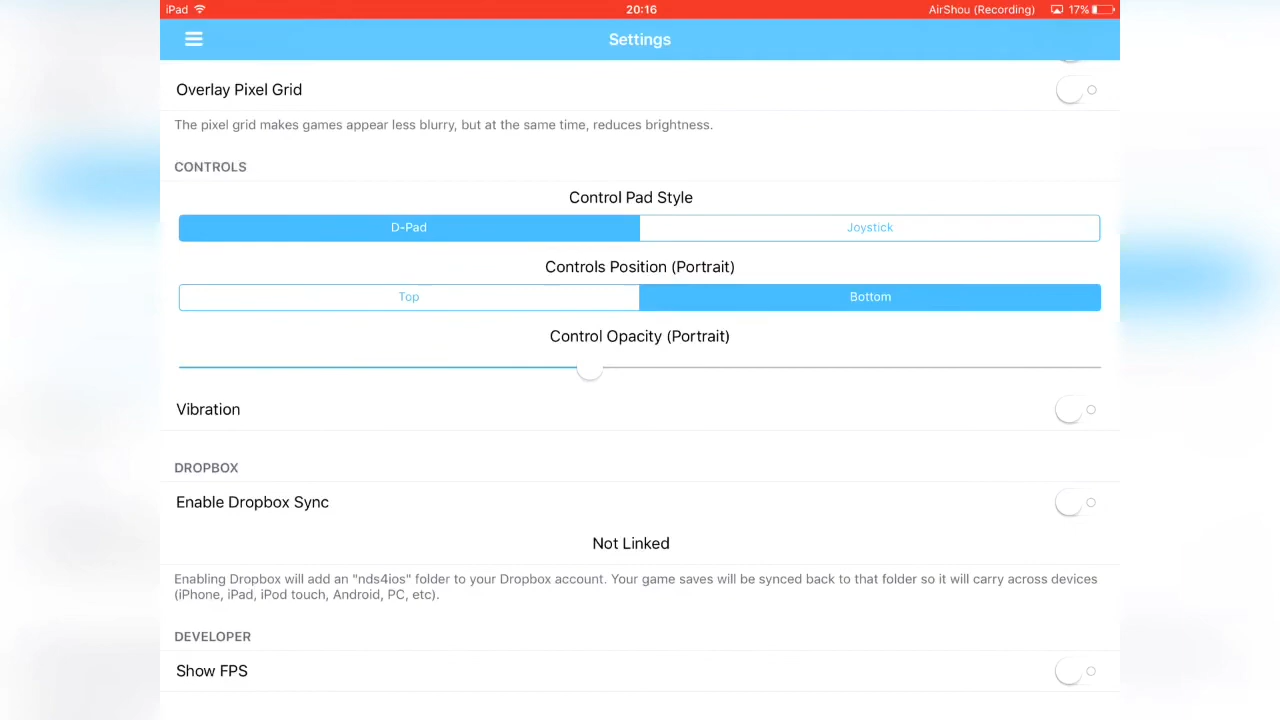 iPad 20:16 AirShou (Recording) 17%
Settings
Overlay Pixel Grid
The pixel grid makes games appear less blurry, but at the same time, reduces brightness.
CONTROLS
Control Pad Style
D-Pad Joystick
Controls Position (Portrait)
Top Bottom
Control Opacity (Portrait)
Vibration
DROPBOX
Enable Dropbox Sync
Not Linked
Enabling Dropbox will add an "nds4ios" folder to your Dropbox account. Your game saves will be synced back to that folder so it will carry across devices
(iPhone, iPad, iPod touch, Android, PC, etc).
DEVELOPER
Show FPS